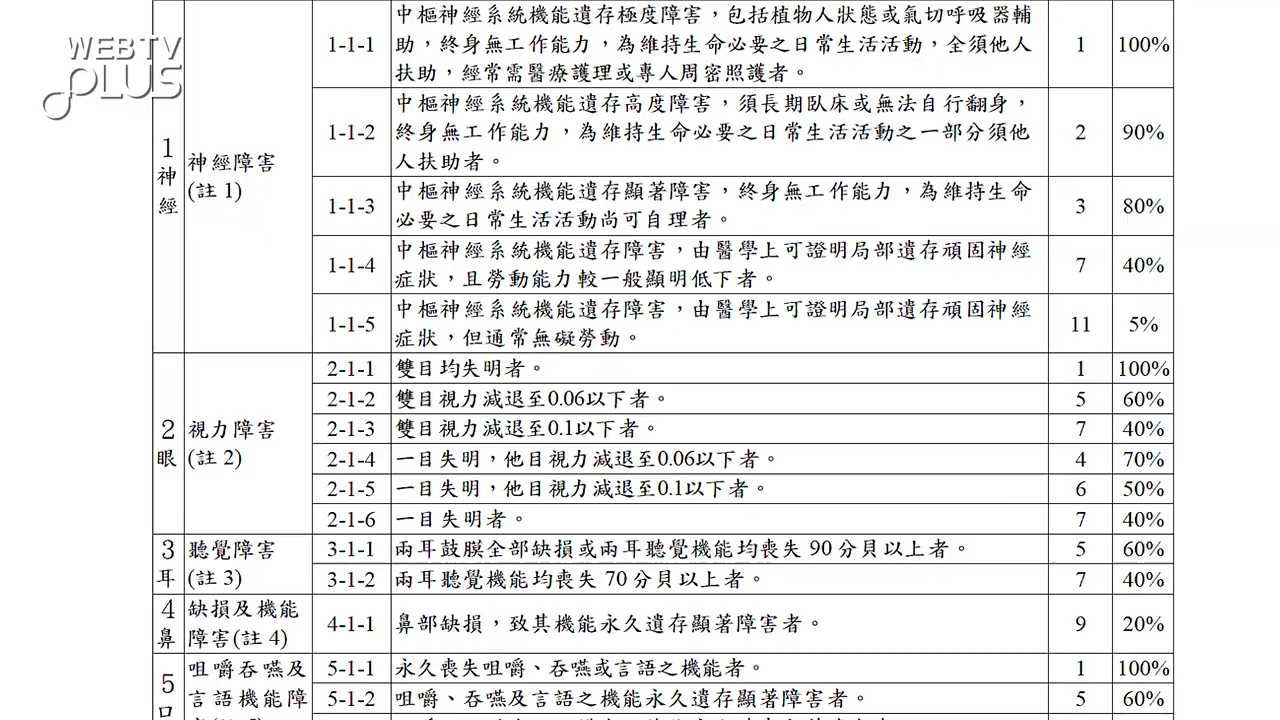 WEBTV
PLUS
1
神
經
神經障害
(註 1)
1-1-1
中樞神經系統機能遺存極度障害，包括植物人狀態或氣切呼吸器輔
助，終身無工作能力，為維持生命必要之日常生活活動，全須他人
扶助，經常需醫療護理或專人周密照護者。
1
100%
1-1-2
中樞神經系統機能遺存高度障害，須長期臥床或無法自行翻身，
終身無工作能力，為維持生命必要之日常生活活動之一部分須他
人扶助者。
2
90%
1-1-3
中樞神經系統機能遺存顯著障害，終身無工作能力，為維持生命
必要之日常生活活動尚可自理者。
3
80%
1-1-4
中樞神經系統機能遺存障害，由醫學上可證明局部遺存頑固神經
症狀，且勞動能力較一般顯明低下者。
7
40%
1-1-5
中樞神經系統機能遺存障害，由醫學上可證明局部遺存頑固神經
症狀，但通常無礙勞動。
11
5%
2
眼
視力障害
(註 2)
2-1-1
雙目均失明者。
1
100%
2-1-2
雙目視力減退至0.06以下者。
5
60%
2-1-3
雙目視力減退至0.1以下者。
7
40%
2-1-4
一目失明，他目視力減退至0.06以下者。
4
70%
2-1-5
一目失明，他目視力減退至0.1以下者。
6
50%
2-1-6
一目失明者。
7
40%
3
耳
聽覺障害
(註 3)
3-1-1
兩耳鼓膜全部缺損或兩耳聽覺機能均喪失 90 分貝以上者。
5
60%
3-1-2
兩耳聽覺機能均喪失 70 分貝以上者。
7
40%
4
鼻
缺損及機能
障害(註 4)
4-1-1
鼻部缺損，致其機能永久遺存顯著障害者。
9
20%
5
口
咀嚼吞嚥及
言語機能障
5-1-1
永久喪失咀嚼、吞嚥或言語之機能者。
1
100%
5-1-2
咀嚼、吞嚥及言語之機能永久遺存顯著障害者。
5
60%